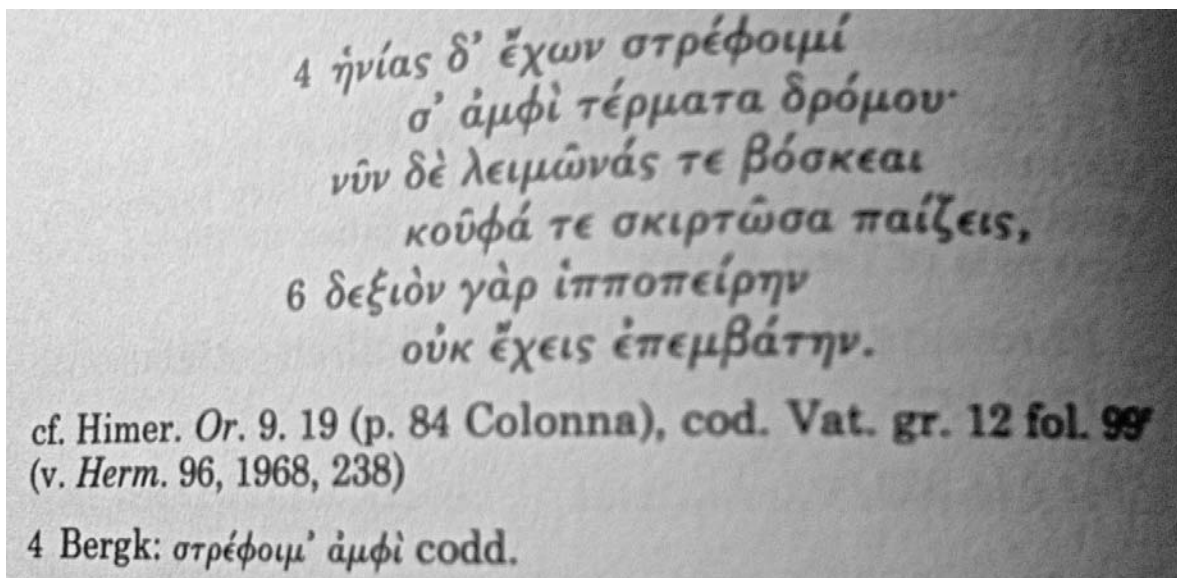 4 ἡνίας δ’ ἔχων στρέφοιμί
σ’ ἀμφὶ τέρματα δρόμου·
νῦν δὲ λειμῶνάς τε βόσκεαι
κοῦφά τε σκιρτῶσα παίζεις,
6 δεξιὸν γὰρ ἱπποπείρην
οὐκ ἔχεις ἐπεμβάτην.
cf. Himer. Or. 9. 19 (p. 84 Colonna), cod. Vat. gr. 12 fol. 99ʳ
(v. Herm. 96, 1968, 238)
4 Bergk: στρέφοιμ’ ἀμφὶ codd.